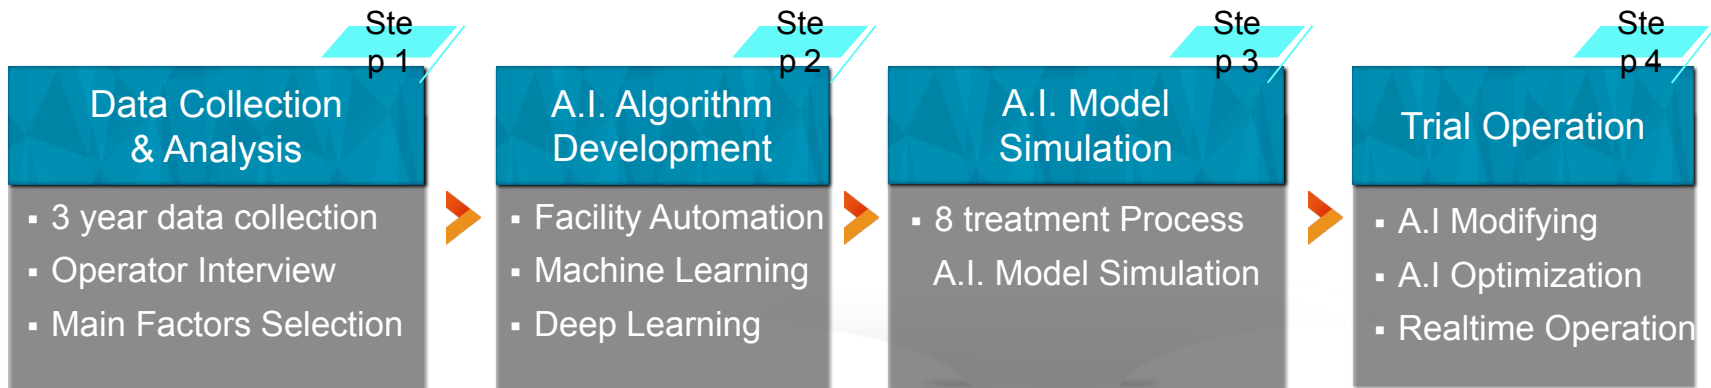 Ste
p 1
Data Collection
& Analysis
▪ 3 year data collection
▪ Operator Interview
▪ Main Factors Selection
Ste
p 2
A.I. Algorithm
Development
▪ Facility Automation
▪ Machine Learning
▪ Deep Learning
Ste
p 3
A.I. Model
Simulation
▪ 8 treatment Process
A.I. Model Simulation
Ste
p 4
Trial Operation
▪ A.I Modifying
▪ A.I Optimization
▪ Realtime Operation